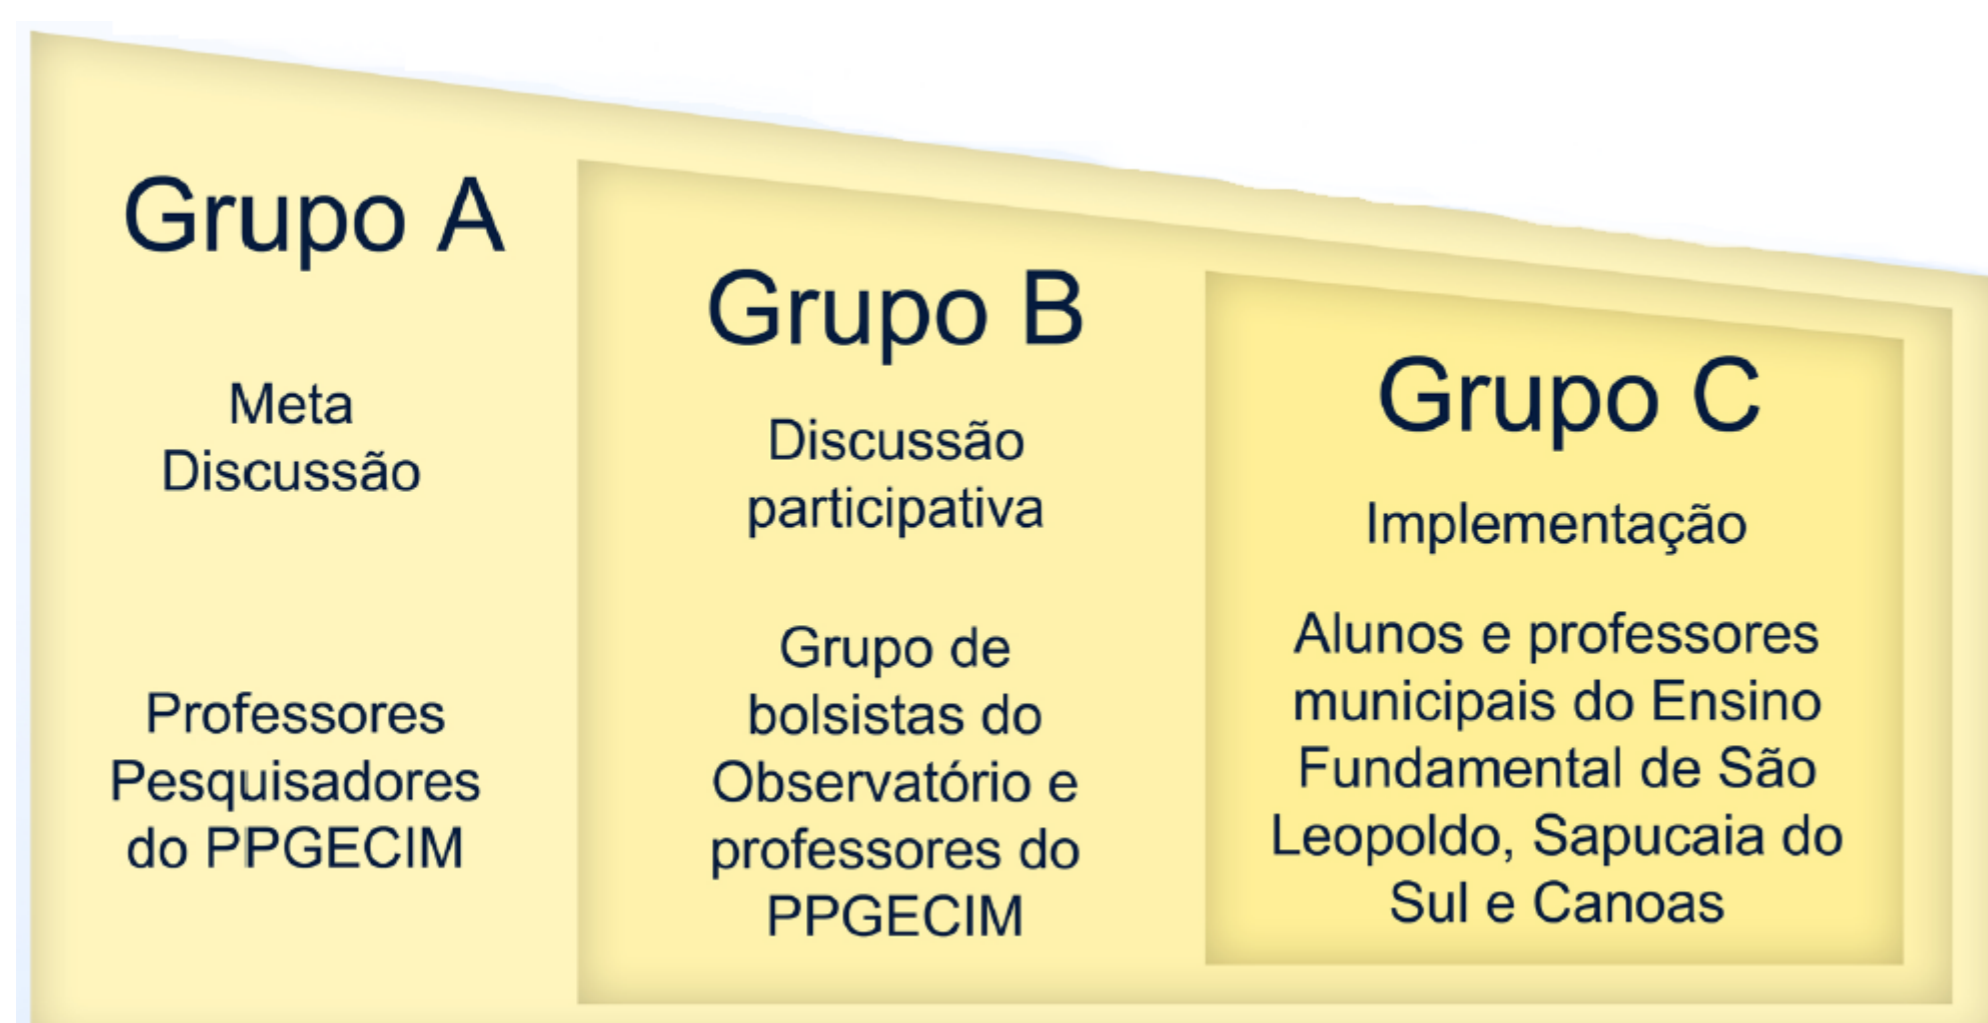 Grupo A
Meta
Discussão
Professores
Pesquisadores
do PPGECIM
Grupo B
Discussão
participativa
Grupo de
bolsistas do
Observatório e
professores do
PPGECIM
Grupo C
Implementação
Alunos e professores
municipais do Ensino
Fundamental de São
Leopoldo, Sapucaia do
Sul e Canoas